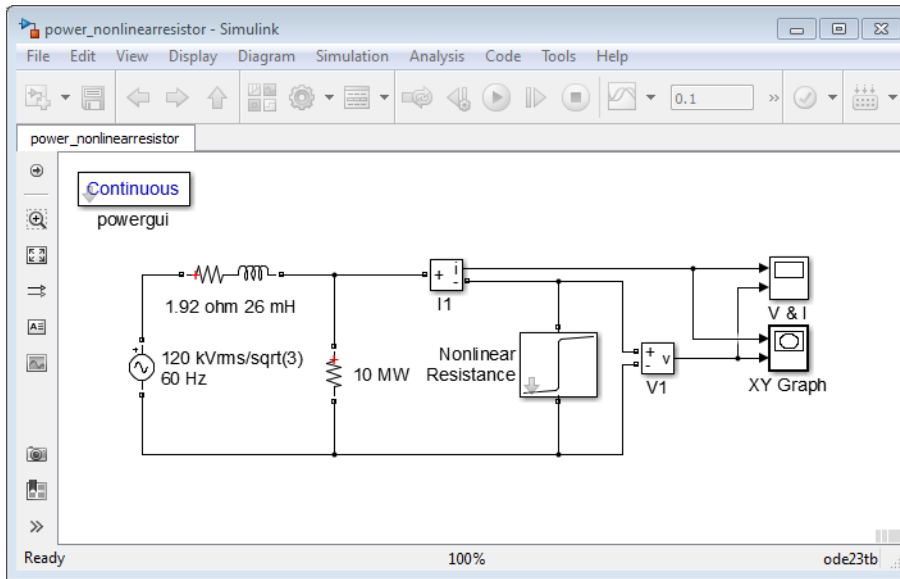 power_nonlinearresistor - Simulink
File Edit View Display Diagram Simulation Analysis Code Tools Help
0.1 »
power_nonlinearresistor
Continuous
powergui
1.92 ohm 26 mH
+ i -
I1
V & I
120 kVrms/sqrt(3)
60 Hz
+
10 MW
Nonlinear
Resistance
+ v -
V1
XY Graph
A
»
Ready 100% ode23tb